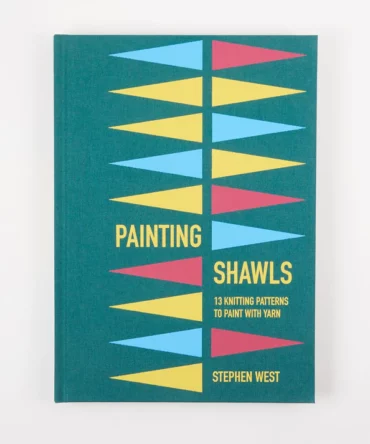 PAINTING
SHAWLS
13 KNITTING PATTERNS
TO PAINT WITH YARN
STEPHEN WEST